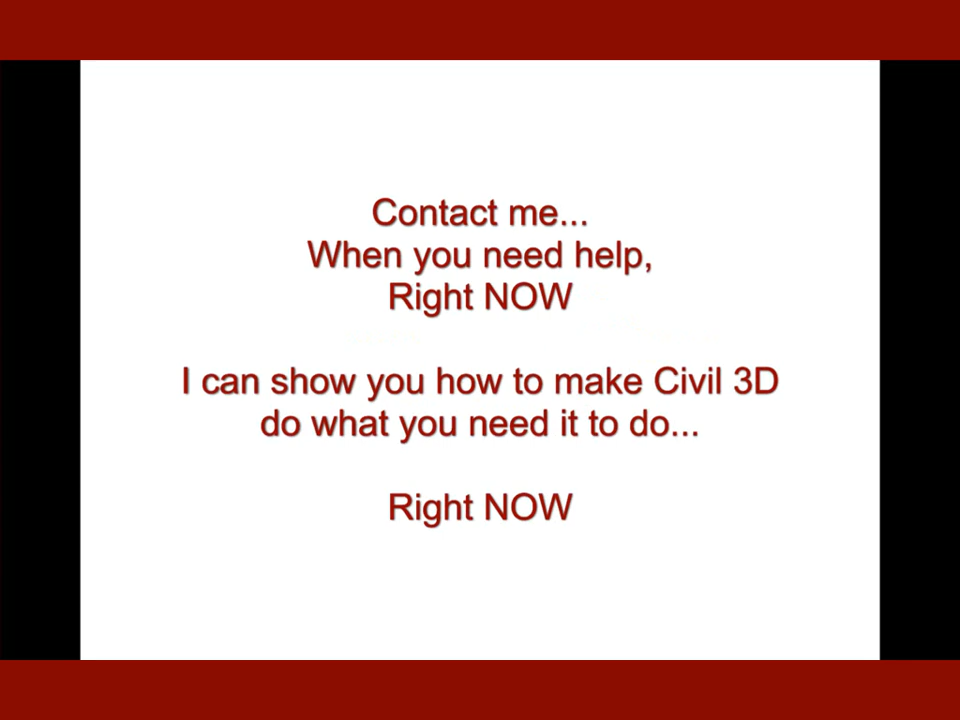 Contact me...
When you need help,
Right NOW
I can show you how to make Civil 3D
do what you need it to do...
Right NOW